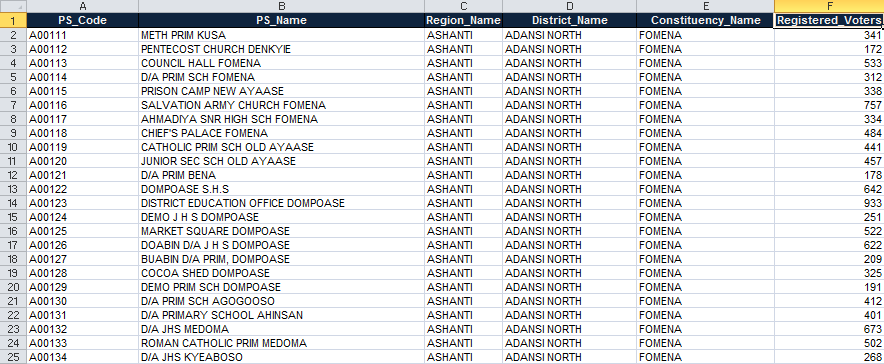 A B C D E F
1 PS_Code PS_Name Region_Name District_Name Constituency_Name Registered_Voters
2 A00111 METH PRIM KUSA ASHANTI ADANSI NORTH FOMENA 341
3 A00112 PENTECOST CHURCH DENKYIE ASHANTI ADANSI NORTH FOMENA 172
4 A00113 COUNCIL HALL FOMENA ASHANTI ADANSI NORTH FOMENA 533
5 A00114 D/A PRIM SCH FOMENA ASHANTI ADANSI NORTH FOMENA 312
6 A00115 PRISON CAMP NEW AYAASE ASHANTI ADANSI NORTH FOMENA 338
7 A00116 SALVATION ARMY CHURCH FOMENA ASHANTI ADANSI NORTH FOMENA 757
8 A00117 AHMADIYA SNR HIGH SCH FOMENA ASHANTI ADANSI NORTH FOMENA 334
9 A00118 CHIEF'S PALACE FOMENA ASHANTI ADANSI NORTH FOMENA 484
10 A00119 CATHOLIC PRIM SCH OLD AYAASE ASHANTI ADANSI NORTH FOMENA 441
11 A00120 JUNIOR SEC SCH OLD AYAASE ASHANTI ADANSI NORTH FOMENA 457
12 A00121 D/A PRIM BENA ASHANTI ADANSI NORTH FOMENA 178
13 A00122 DOMPOASE S.H.S ASHANTI ADANSI NORTH FOMENA 642
14 A00123 DISTRICT EDUCATION OFFICE DOMPOASE ASHANTI ADANSI NORTH FOMENA 933
15 A00124 DEMO J H S DOMPOASE ASHANTI ADANSI NORTH FOMENA 251
16 A00125 MARKET SQUARE DOMPOASE ASHANTI ADANSI NORTH FOMENA 522
17 A00126 DOABIN D/A J H S DOMPOASE ASHANTI ADANSI NORTH FOMENA 622
18 A00127 BUABIN D/A PRIM, DOMPOASE ASHANTI ADANSI NORTH FOMENA 209
19 A00128 COCOA SHED DOMPOASE ASHANTI ADANSI NORTH FOMENA 325
20 A00129 DEMO PRIM SCH DOMPOASE ASHANTI ADANSI NORTH FOMENA 191
21 A00130 D/A PRIM SCH AGOGOOSO ASHANTI ADANSI NORTH FOMENA 412
22 A00131 D/A PRIMARY SCHOOL AHINSAN ASHANTI ADANSI NORTH FOMENA 401
23 A00132 D/A JHS MEDOMA ASHANTI ADANSI NORTH FOMENA 673
24 A00133 ROMAN CATHOLIC PRIM MEDOMA ASHANTI ADANSI NORTH FOMENA 502
25 A00134 D/A JHS KYEABOSO ASHANTI ADANSI NORTH FOMENA 268